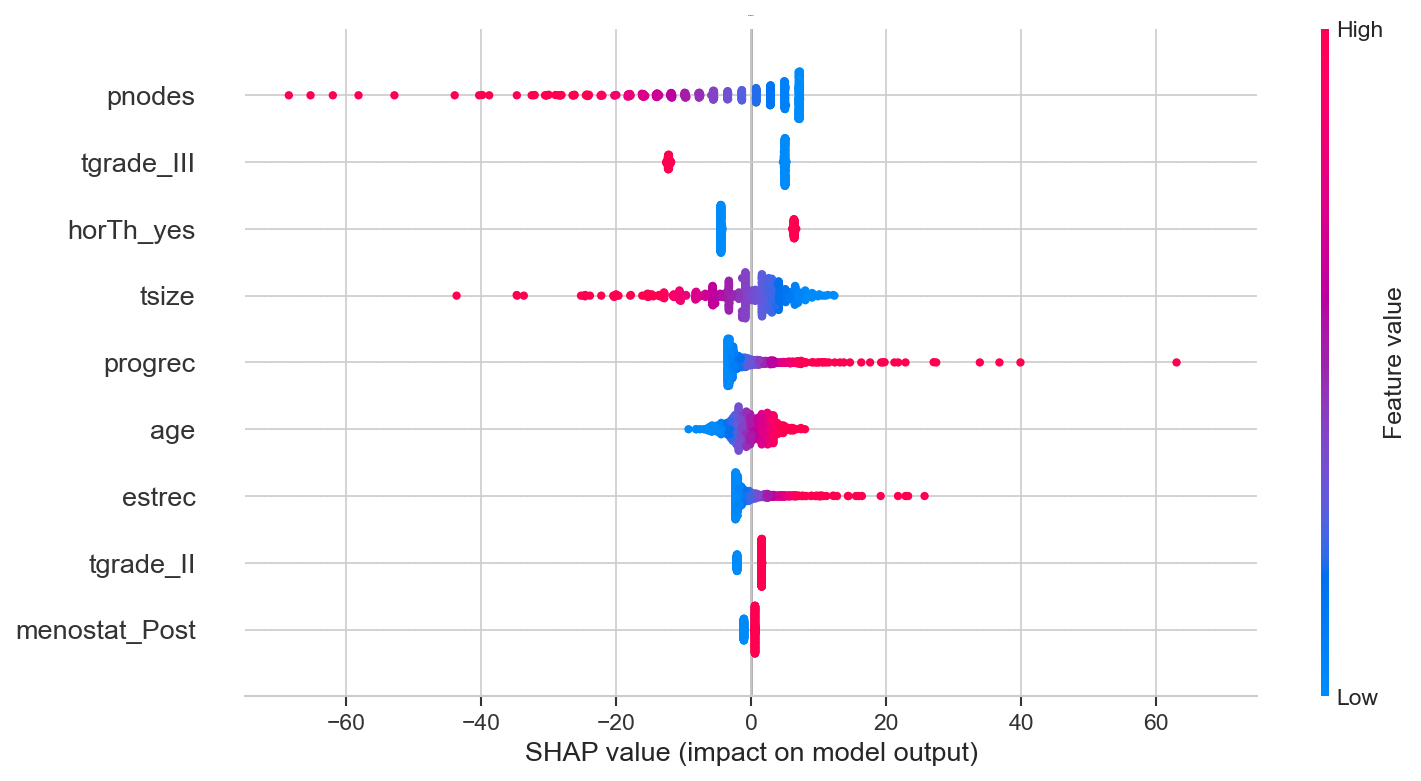 High
pnodes
tgrade_III
horTh_yes
tsize
progrec
age
estrec
tgrade_II
menostat_Post
Feature value
Low
−60 −40 −20 0 20 40 60
SHAP value (impact on model output)